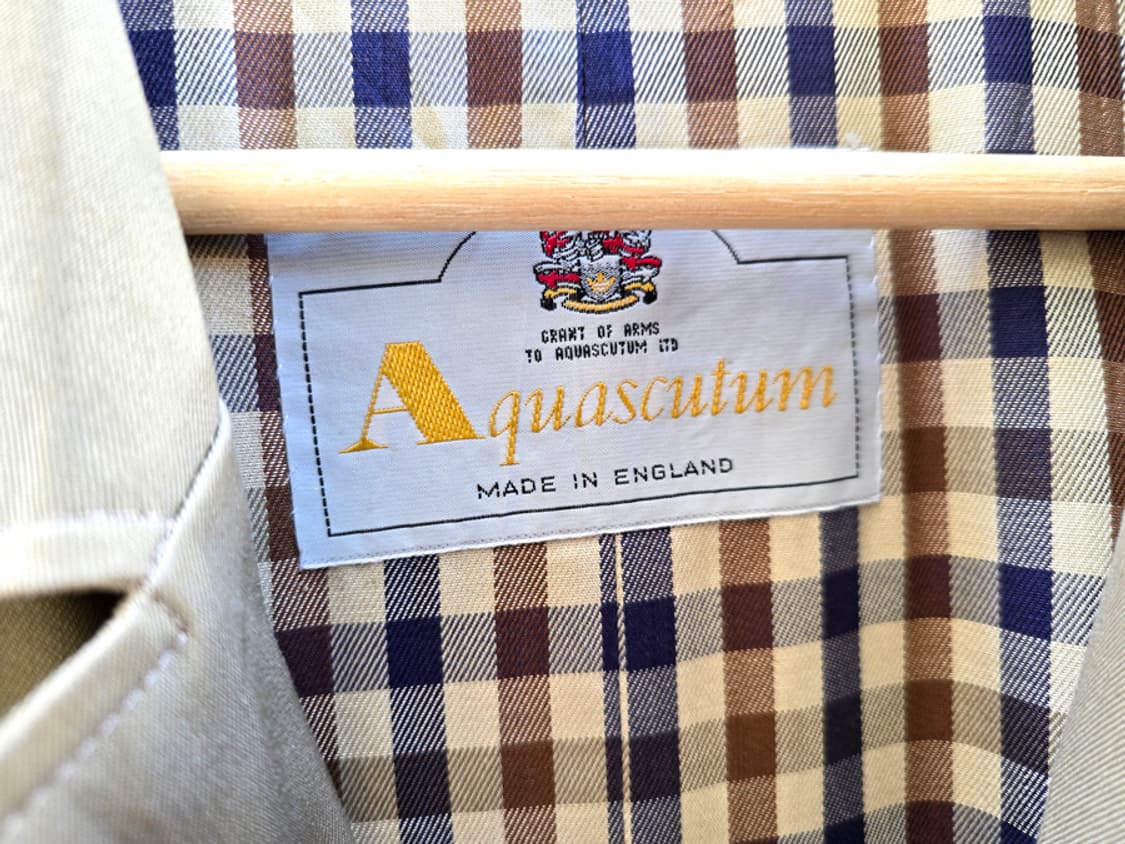 GRANT OF ARMS
TO AQUASCUTUM LTD
Aquascutum
MADE IN ENGLAND